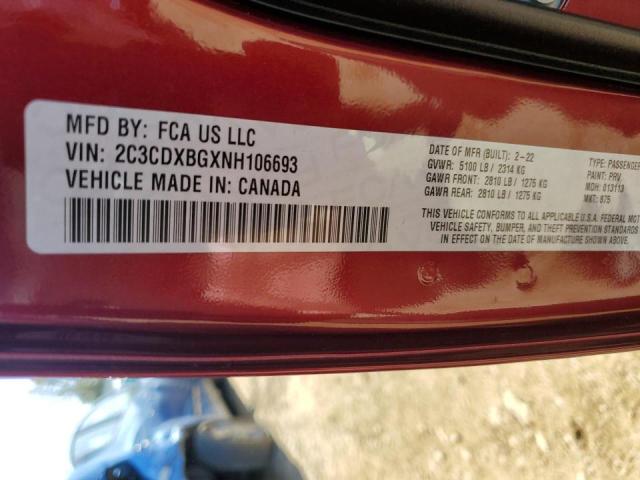 MFD BY: FCA US LLC
VIN: 2C3CDXBGXNH106693
VEHICLE MADE IN: CANADA
DATE OF MFR (BUILT): 2-22
GVWR: 5100 LB / 2314 KG
GAWR FRONT: 2810 LB / 1275 KG
GAWR REAR: 2810 LB / 1275 KG
TYPE: PASSENGER
PAINT: PRV
MDH: 013113
MKT: 875
THIS VEHICLE CONFORMS TO ALL APPLICABLE U.S.A. FEDERAL MOT
VEHICLE SAFETY, BUMPER, AND THEFT PREVENTION STANDARDS
IN EFFECT ON THE DATE OF MANUFACTURE SHOWN ABOVE.